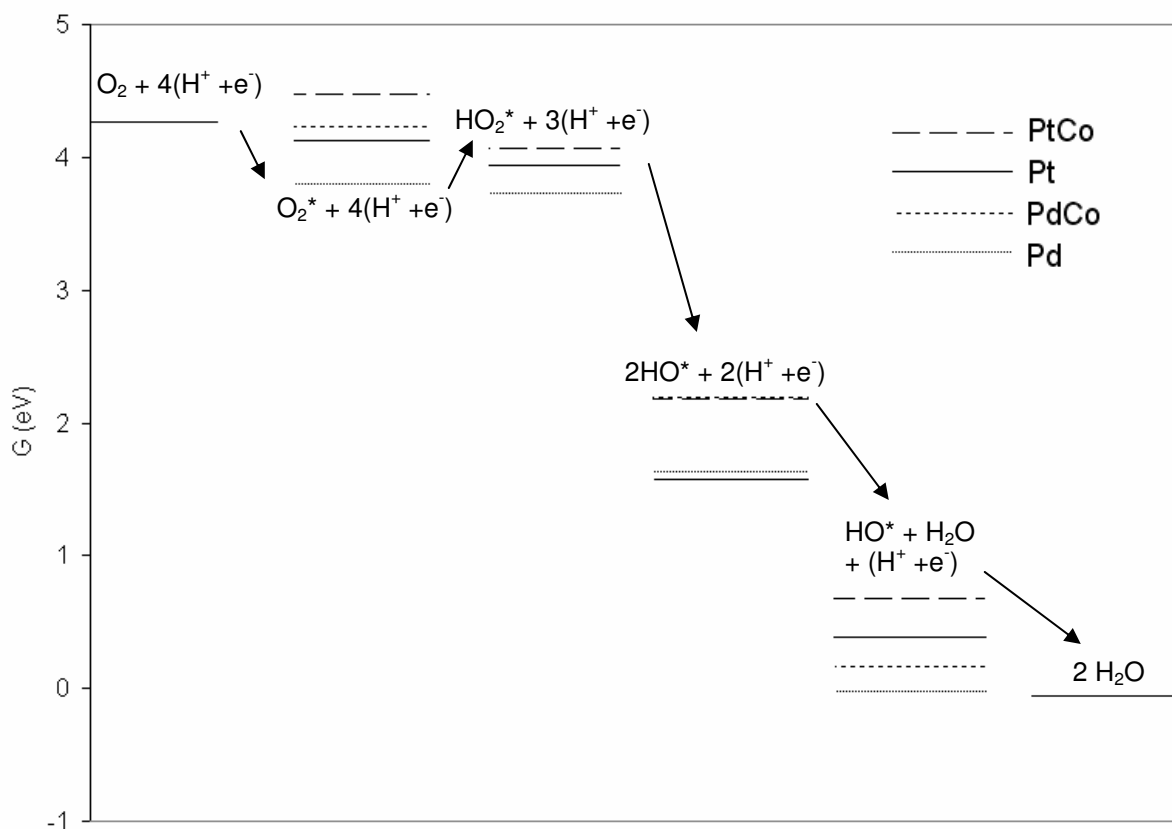 5
4
3
2
1
0
-1
G (eV)
O₂ + 4(H⁺ +e⁻)
O₂* + 4(H⁺ +e⁻)
HO₂* + 3(H⁺ +e⁻)
2HO* + 2(H⁺ +e⁻)
HO* + H₂O
+ (H⁺ +e⁻)
2 H₂O
PtCo
Pt
PdCo
Pd